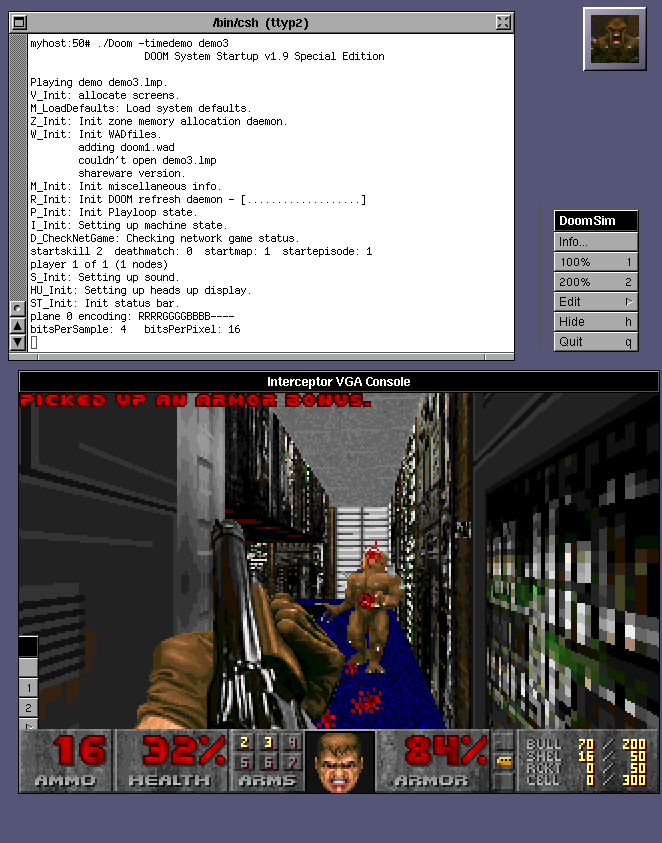 /bin/csh (ttyp2)
myhost:50# ./Doom -timedemo demo3
DOOM System Startup v1.9 Special Edition
Playing demo demo3.lmp.
V_Init: allocate screens.
M_LoadDefaults: Load system defaults.
Z_Init: Init zone memory allocation daemon.
W_Init: Init WADfiles.
adding doom1.wad
couldn't open demo3.lmp
shareware version.
M_Init: Init miscellaneous info.
R_Init: Init DOOM refresh daemon - [...................]
P_Init: Init Playloop state.
I_Init: Setting up machine state.
D_CheckNetGame: Checking network game status.
startskill 2  deathmatch: 0  startmap: 1  startepisode: 1
player 1 of 1 (1 nodes)
S_Init: Setting up sound.
HU_Init: Setting up heads up display.
ST_Init: Init status bar.
plane 0 encoding: RRRRGGGGBBBB----
bitsPerSample: 4   bitsPerPixel: 16
DoomSim
Info...
100% 1
200% 2
Edit
Hide h
Quit q
Interceptor VGA Console
PICKED UP AN ARMOR BONUS.
1
2
16 32% 2 3 4 84%
5 6 7
AMMO HEALTH ARMS ARMOR
BULL 70 / 200
SHEL 16 / 50
RCKT 0 / 50
CELL 0 / 300